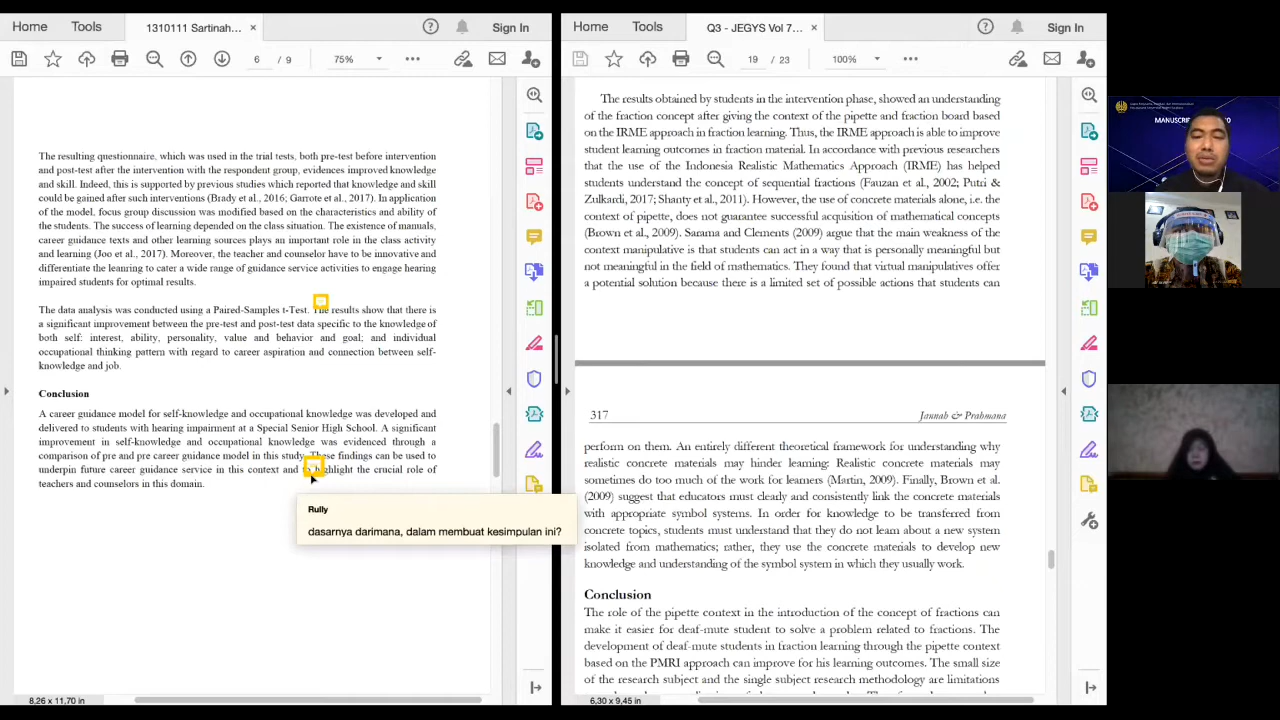 Home
Tools
1310111 Sartinah...
×
?
Sign In
6 / 9
75%
The resulting questionnaire, which was used in the trial tests, both pre-test before intervention
and post-test after the intervention with the respondent group, evidences improved knowledge
and skill. Indeed, this is supported by previous studies which reported that knowledge and skill
could be gained after such interventions (Brady et al., 2016; Garrote et al., 2017). In application
of the model, focus group discussion was modified based on the characteristics and ability of
the students. The success of learning depended on the class situation. The existence of manuals,
career guidance texts and other learning sources plays an important role in the class activity
and learning (Joo et al., 2017). Moreover, the teacher and counselor have to be innovative and
differentiate the learning to cater a wide range of guidance service activities to engage hearing
impaired students for optimal results.
The data analysis was conducted using a Paired-Samples t-Test. The results show that there is
a significant improvement between the pre-test and post-test data specific to the knowledge of
both self: interest, ability, personality, value and behavior and goal; and individual
occupational thinking pattern with regard to career aspiration and connection between self-
knowledge and job.
Conclusion
A career guidance model for self-knowledge and occupational knowledge was developed and
delivered to students with hearing impairment at a Special Senior High School. A significant
improvement in self-knowledge and occupational knowledge was evidenced through a
comparison of pre and pre career guidance model in this study. These findings can be used to
underpin future career guidance service in this context and highlight the crucial role of
teachers and counselors in this domain.
Rully
dasarnya darimana, dalam membuat kesimpulan ini?
8,26 x 11,70 in
Home
Tools
Q3 - JEGYS Vol 7...
×
?
Sign In
19 / 23
100%
The results obtained by students in the intervention phase, showed an understanding
of the fraction concept after giving the context of the pipette and fraction board based
on the IRME approach in fraction learning. Thus, the IRME approach is able to improve
student learning outcomes in fraction material. In accordance with previous researchers
that the use of the Indonesia Realistic Mathematics Approach (IRME) has helped
students understand the concept of sequential fractions (Fauzan et al., 2002; Putri &
Zulkardi, 2017; Shanty et al., 2011). However, the use of concrete materials alone, i.e. the
context of pipette, does not guarantee successful acquisition of mathematical concepts
(Brown et al., 2009). Sarama and Clements (2009) argue that the main weakness of the
context manipulative is that students can act in a way that is personally meaningful but
not meaningful in the field of mathematics. They found that virtual manipulatives offer
a potential solution because there is a limited set of possible actions that students can
317
Jannah & Prahmana
perform on them. An entirely different theoretical framework for understanding why
realistic concrete materials may hinder learning: Realistic concrete materials may
sometimes do too much of the work for learners (Martin, 2009). Finally, Brown et al.
(2009) suggest that educators must clearly and consistently link the concrete materials
with appropriate symbol systems. In order for knowledge to be transferred from
concrete topics, students must understand that they do not learn about a new system
isolated from mathematics; rather, they use the concrete materials to develop new
knowledge and understanding of the symbol system in which they usually work.
Conclusion
The role of the pipette context in the introduction of the concept of fractions can
make it easier for deaf-mute student to solve a problem related to fractions. The
development of deaf-mute students in fraction learning through the pipette context
based on the PMRI approach can improve for his learning outcomes. The small size
of the research subject and the single subject research methodology are limitations
6,30 x 9,45 in